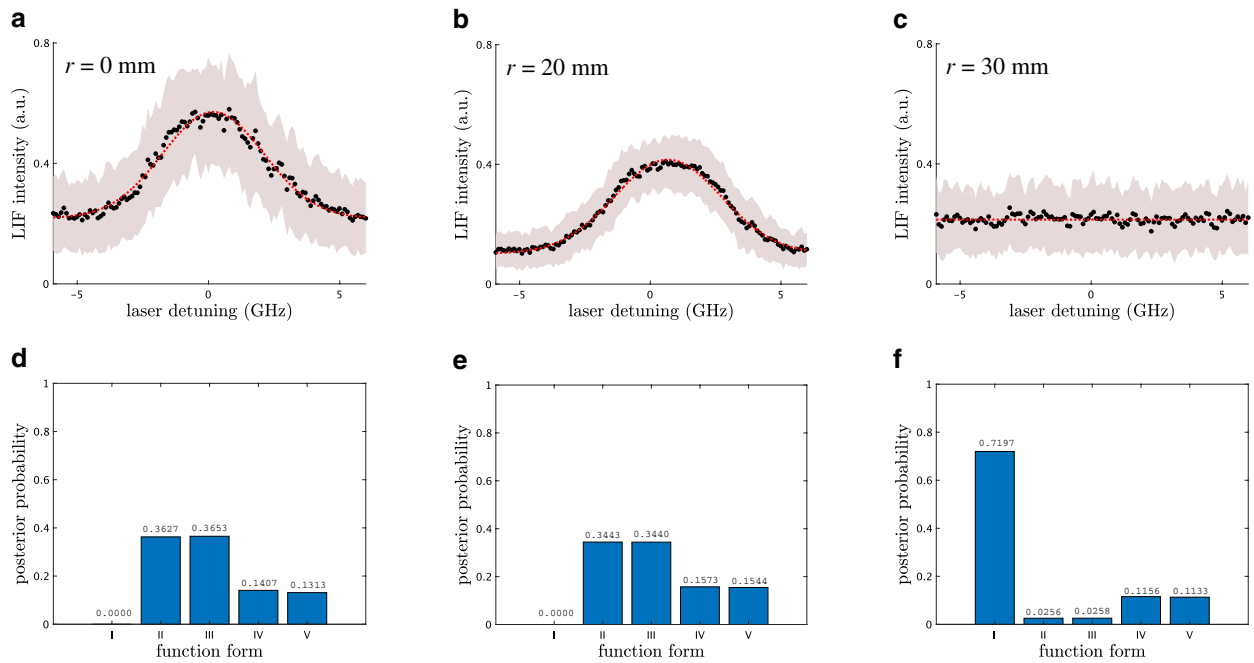 a
b
c
0.8
0.4
0
LIF intensity (a.u.)
r = 0 mm
−5
0
5
laser detuning (GHz)
0.8
0.4
0
LIF intensity (a.u.)
r = 20 mm
−5
0
5
laser detuning (GHz)
0.8
0.4
0
LIF intensity (a.u.)
r = 30 mm
−5
0
5
laser detuning (GHz)
d
e
f
1
0.8
0.6
0.4
0.2
0
posterior probability
0.0000
0.3627
0.3653
0.1407
0.1313
I
II
III
IV
V
function form
1
0.8
0.6
0.4
0.2
0
posterior probability
0.0000
0.3443
0.3440
0.1573
0.1544
I
II
III
IV
V
function form
1
0.8
0.6
0.4
0.2
0
posterior probability
0.7197
0.0256
0.0258
0.1156
0.1133
I
II
III
IV
V
function form